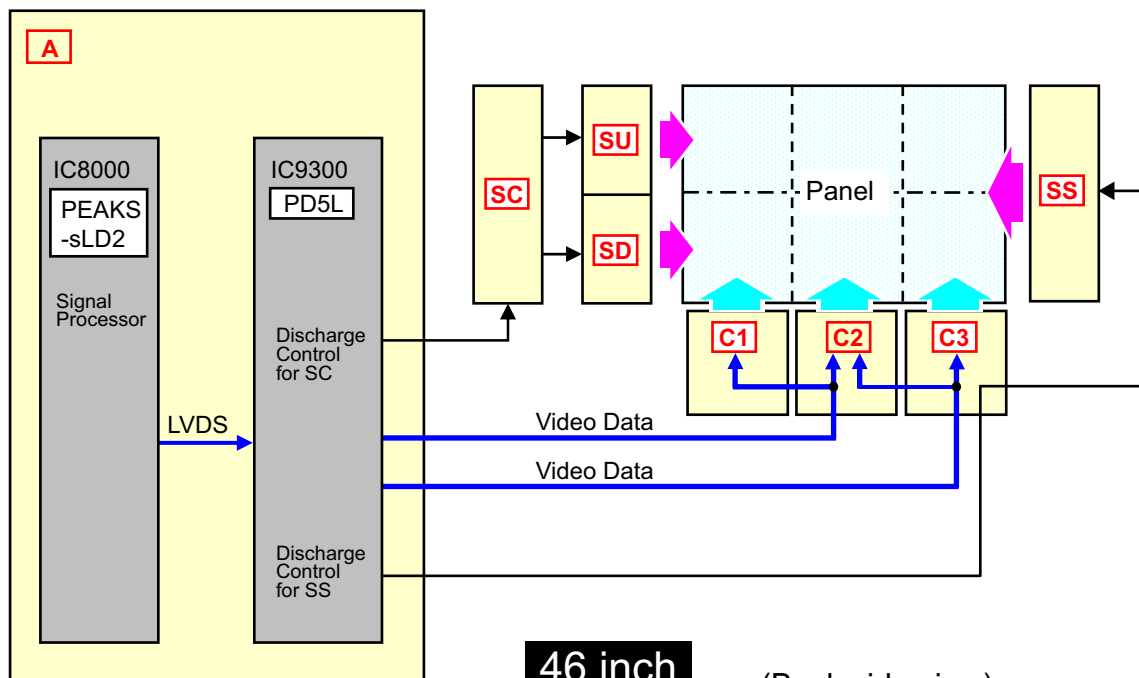 A
IC8000
PEAKS
-sLD2
Signal
Processor
LVDS
IC9300
PD5L
Discharge
Control
for SC
Discharge
Control
for SS
SC
SU
SD
Panel
SS
C1
C2
C3
Video Data
Video Data
46 inch